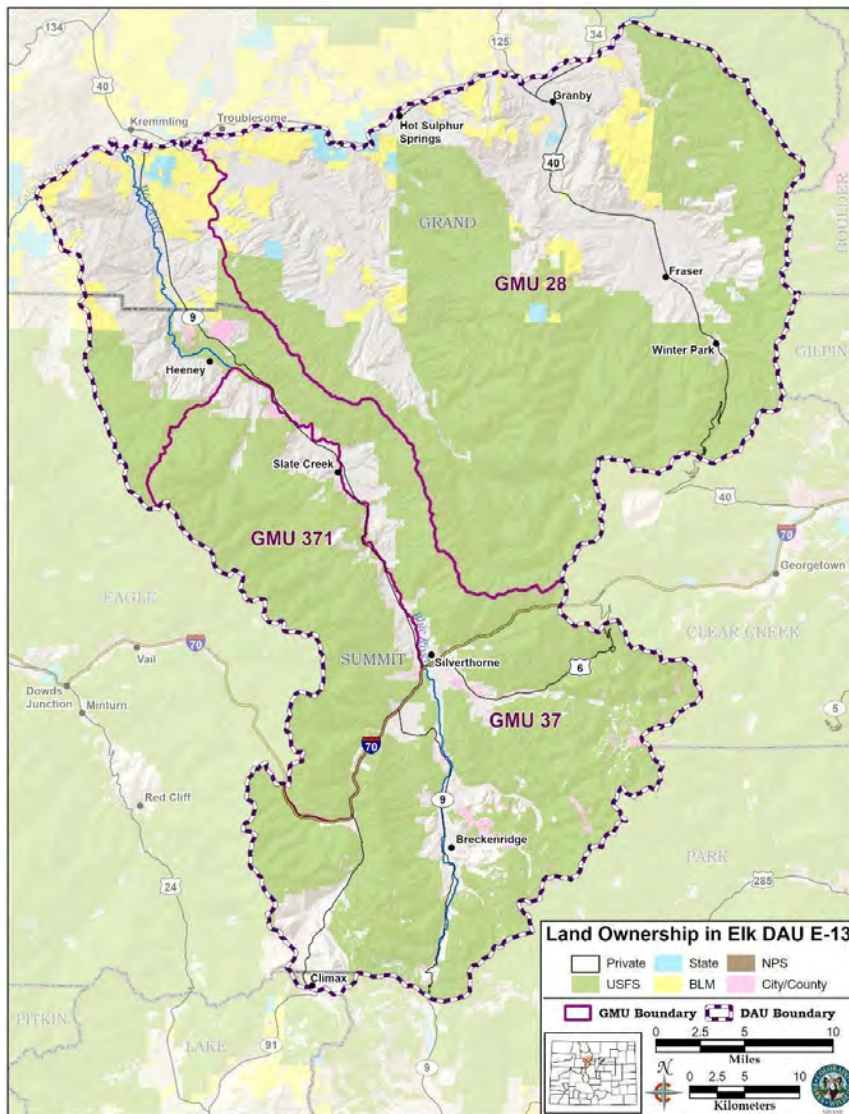 134
125
34
40
Kremmling
Troublesome
Granby
Hot Sulphur
Springs
40
BOULDER
GRAND
Fraser
GMU 28
9
Winter Park
GILPIN
Heeney
Slate Creek
40
70
GMU 371
Georgetown
EAGLE
CLEAR CREEK
Vail
70
SUMMIT
Silverthorne
6
Dowds
Junction
Minturn
GMU 37
5
70
Red Cliff
9
Breckenridge
PARK
24
285
Climax
PITKIN
LAKE
91
9
Land Ownership in Elk DAU E-13
Private State NPS
USFS BLM City/County
GMU Boundary DAU Boundary
0 2.5 5 10
Miles
N
0 2.5 5 10
Kilometers